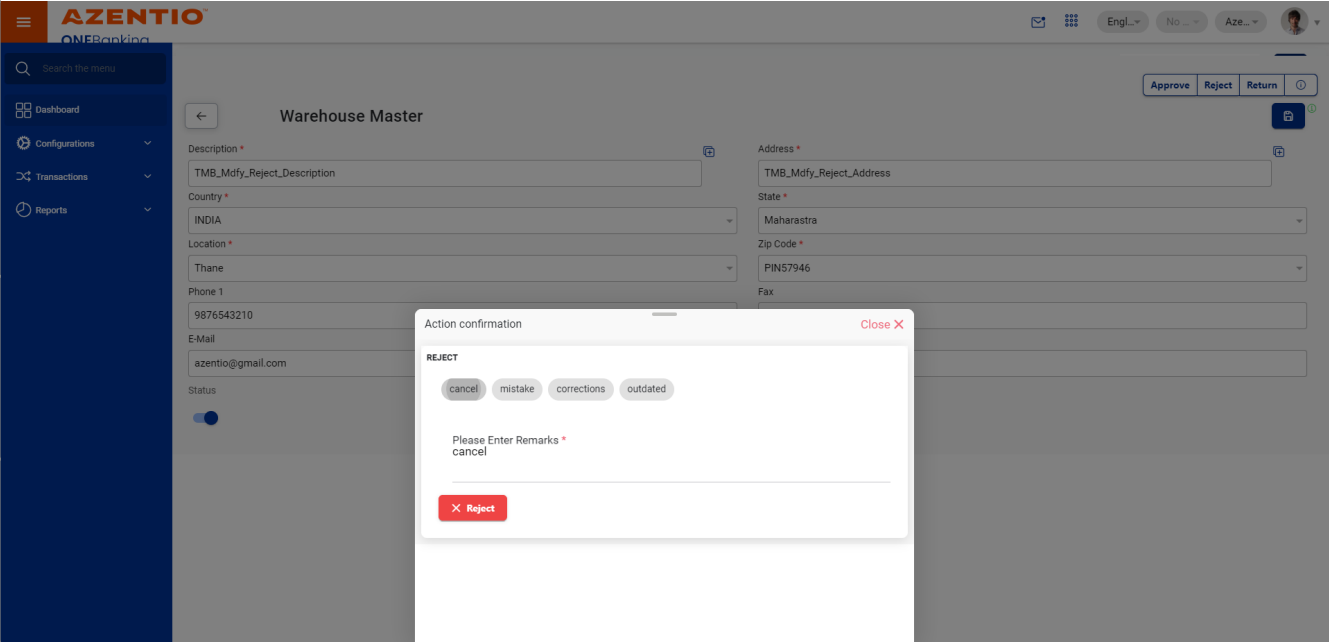 AZENTIO™
ONEBanking
Engl...
No ...
Aze...
Search the menu
Dashboard
Configurations
Transactions
Reports
Approve Reject Return
Warehouse Master
Description * Address *
TMB_Mdfy_Reject_Description TMB_Mdfy_Reject_Address
Country * State *
INDIA Maharastra
Location * Zip Code *
Thane PIN57946
Phone 1 Fax
9876543210
E-Mail
azentio@gmail.com
Status
Action confirmation Close
REJECT
cancel mistake corrections outdated
Please Enter Remarks *
cancel
Reject